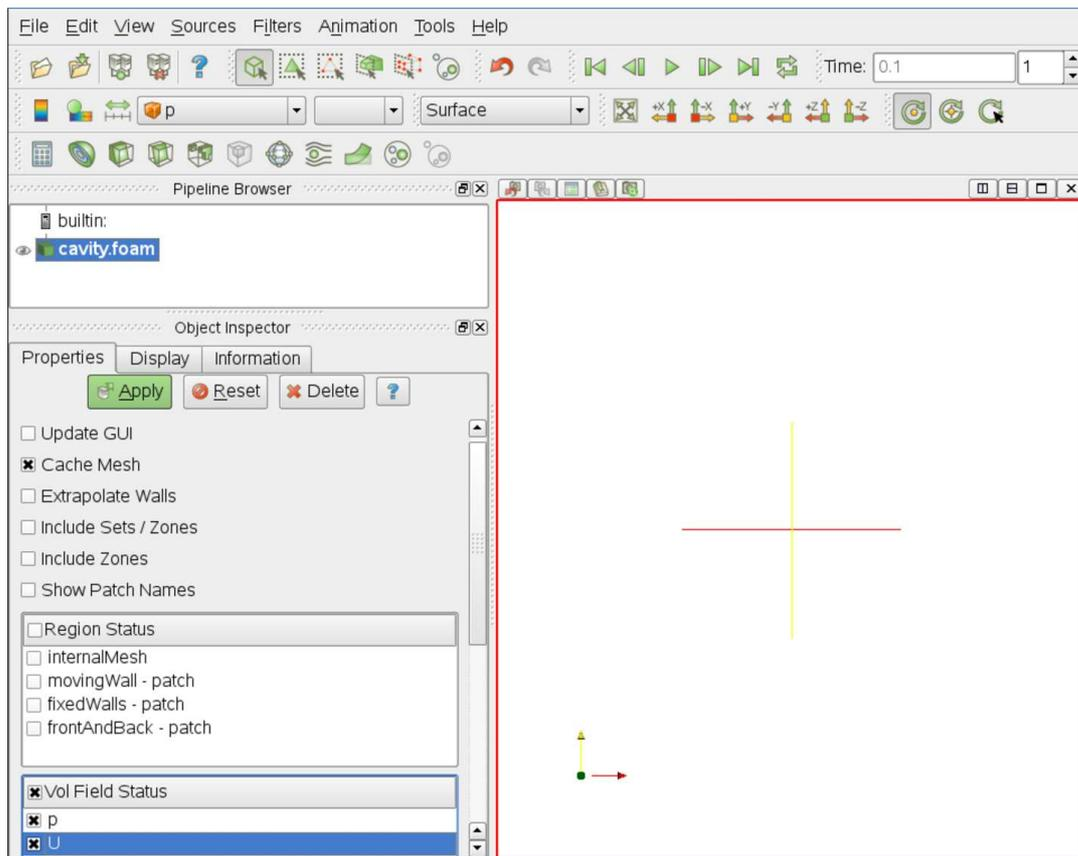 File Edit View Sources Filters Animation Tools Help
? Time: 0.1 1
p Surface +X -X +Y -Y +Z -Z
Pipeline Browser
builtin:
cavity.foam
Object Inspector
Properties Display Information
Apply Reset Delete ?
Update GUI
Cache Mesh
Extrapolate Walls
Include Sets / Zones
Include Zones
Show Patch Names
Region Status
internalMesh
movingWall - patch
fixedWalls - patch
frontAndBack - patch
Vol Field Status
p
U